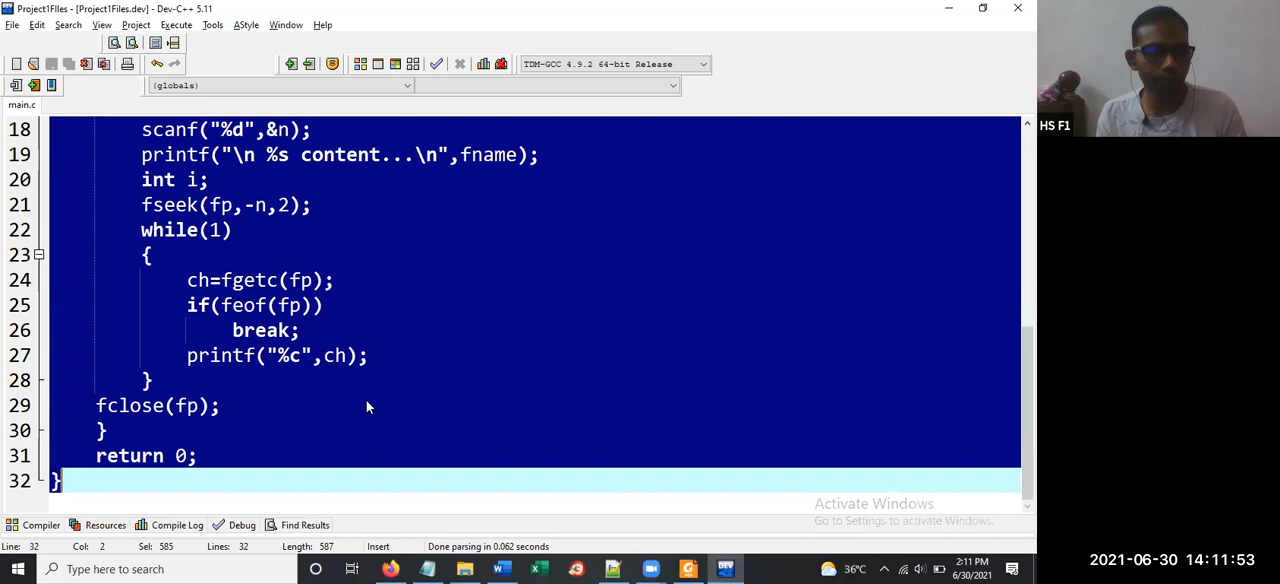 Project1FIles - [Project1Files.dev] - Dev-C++ 5.11
File Edit Search View Project Execute Tools AStyle Window Help
TDM-GCC 4.9.2 64-bit Release
(globals)
main.c
18 scanf("%d",&n);
19 printf("\n %s content...\n",fname);
20 int i;
21 fseek(fp,-n,2);
22 while(1)
23 {
24 ch=fgetc(fp);
25 if(feof(fp))
26 break;
27 printf("%c",ch);
28 }
29 fclose(fp);
30 }
31 return 0;
32 }
HS F1
Activate Windows
Go to Settings to activate Windows.
Compiler Resources Compile Log Debug Find Results
Line: 32 Col: 2 Sel: 585 Lines: 32 Length: 587 Insert Done parsing in 0.062 seconds
Type here to search
DEV
36°C
2:11 PM
6/30/2021
2021-06-30 14:11:53